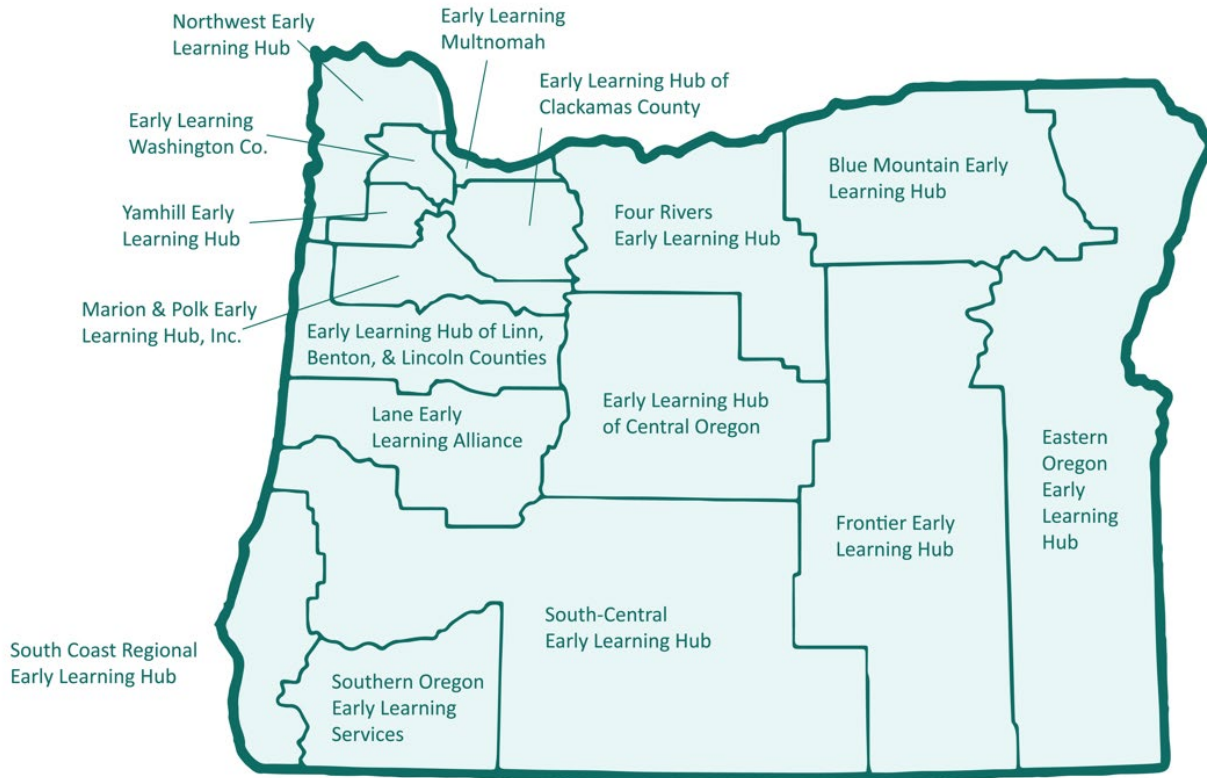 Northwest Early
Learning Hub
Early Learning
Multnomah
Early Learning Hub of
Clackamas County
Early Learning
Washington Co.
Yamhill Early
Learning Hub
Marion & Polk Early
Learning Hub, Inc.
Four Rivers
Early Learning Hub
Blue Mountain Early
Learning Hub
Early Learning Hub of Linn,
Benton, & Lincoln Counties
Lane Early
Learning Alliance
Early Learning Hub
of Central Oregon
Eastern
Oregon
Early
Learning
Hub
Frontier Early
Learning Hub
South-Central
Early Learning Hub
South Coast Regional
Early Learning Hub
Southern Oregon
Early Learning
Services